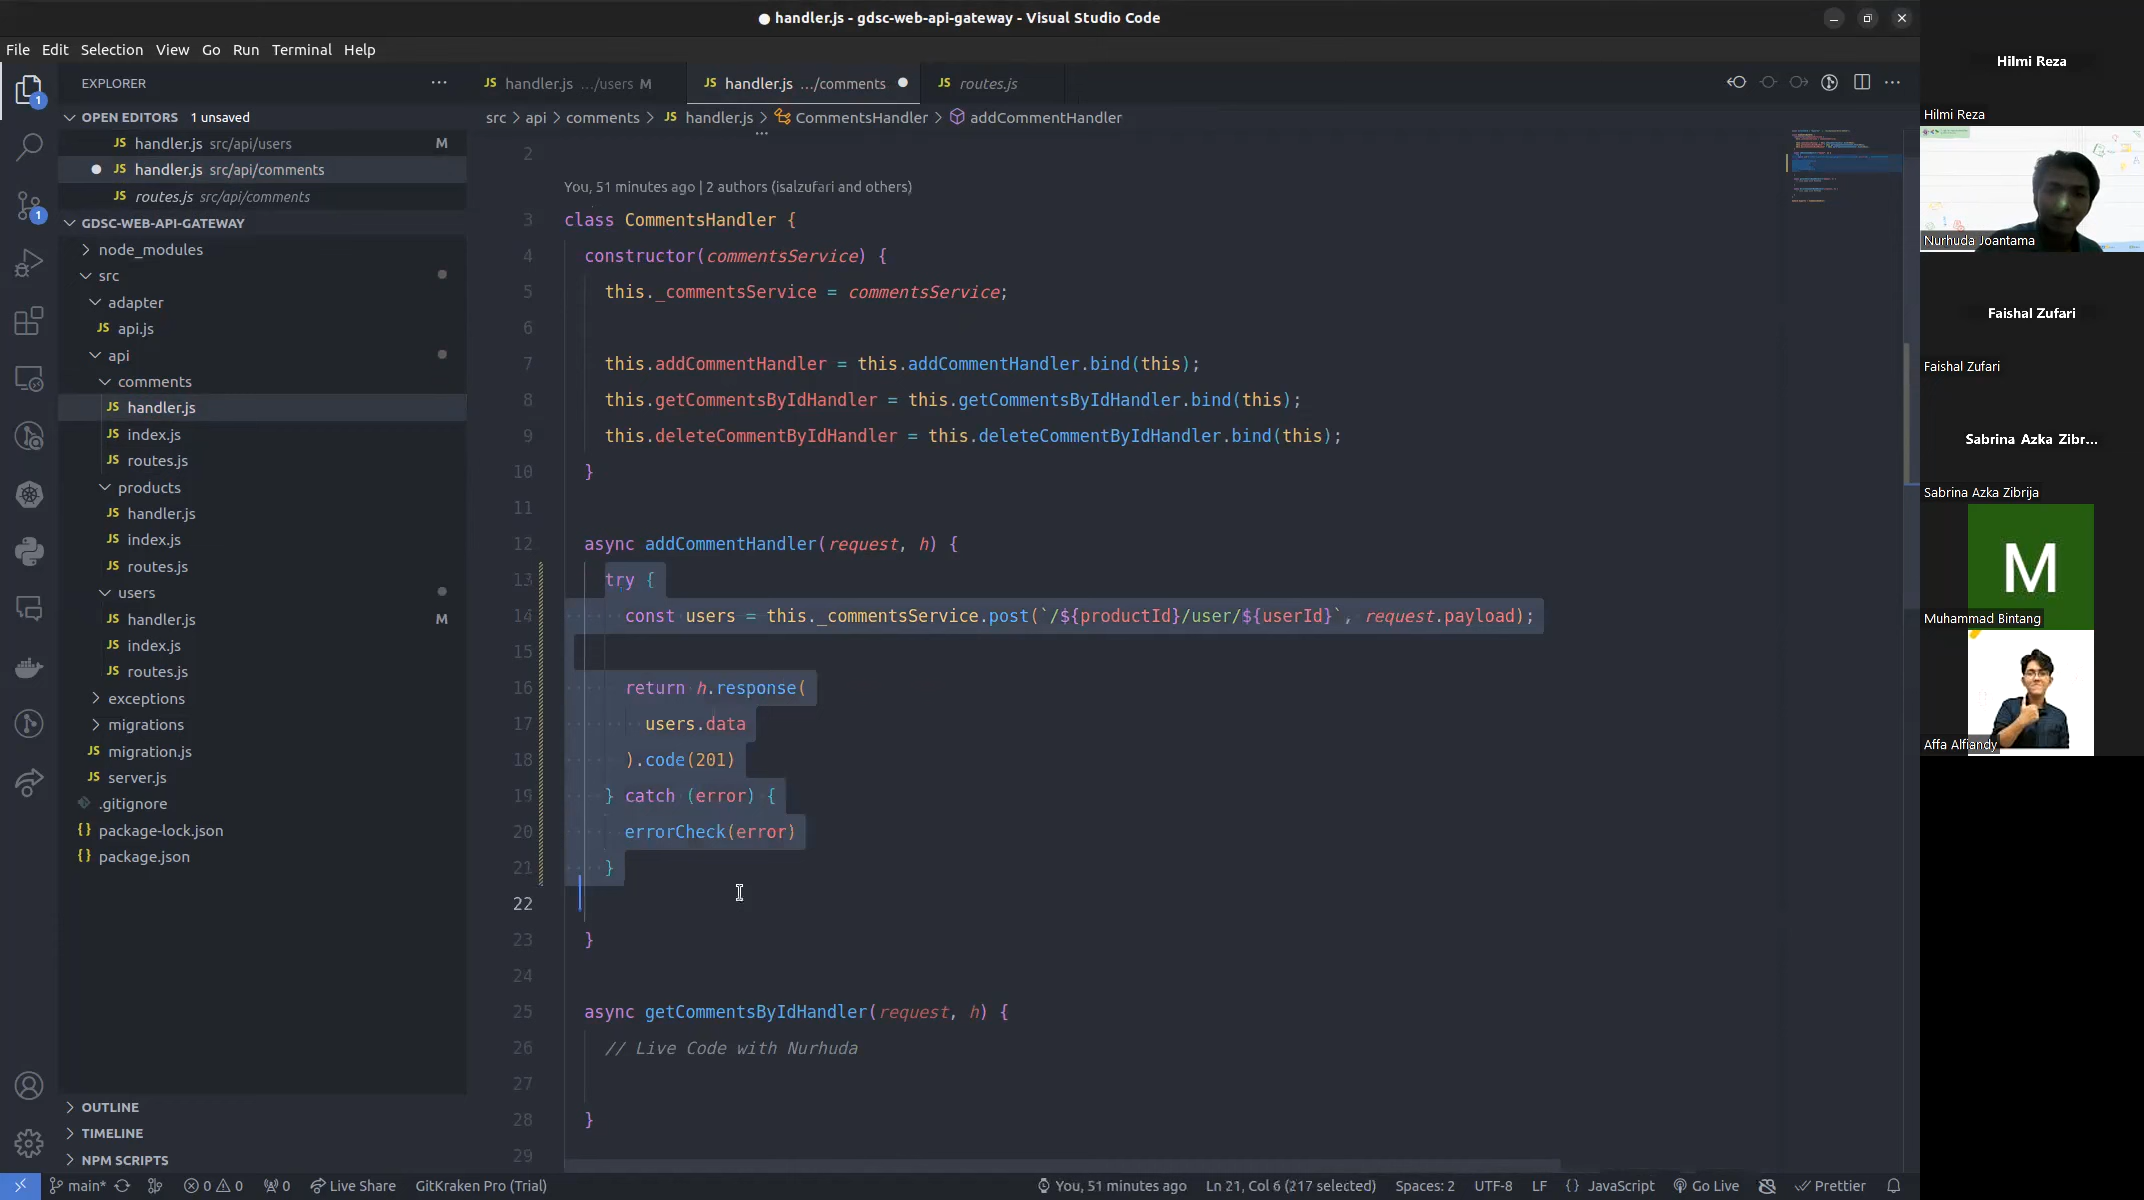 handler.js - gdsc-web-api-gateway - Visual Studio Code
File Edit Selection View Go Run Terminal Help
EXPLORER
OPEN EDITORS 1 unsaved
handler.js src/api/users M
handler.js src/api/comments
routes.js src/api/comments
GDSC-WEB-API-GATEWAY
node_modules
src
adapter
JS api.js
api
comments
JS handler.js
JS index.js
JS routes.js
products
JS handler.js
JS index.js
JS routes.js
users
JS handler.js M
JS index.js
JS routes.js
exceptions
migrations
JS migration.js
JS server.js
.gitignore
{} package-lock.json
{} package.json
OUTLINE
TIMELINE
NPM SCRIPTS
JS handler.js .../users M
JS handler.js .../comments
JS routes.js
src > api > comments > JS handler.js > CommentsHandler > addCommentHandler
2
You, 51 minutes ago | 2 authors (isalzufari and others)
3 class CommentsHandler {
4 constructor(commentsService) {
5 this._commentsService = commentsService;
6
7 this.addCommentHandler = this.addCommentHandler.bind(this);
8 this.getCommentsByIdHandler = this.getCommentsByIdHandler.bind(this);
9 this.deleteCommentByIdHandler = this.deleteCommentByIdHandler.bind(this);
10 }
11
12 async addCommentHandler(request, h) {
13 try {
14 const users = this._commentsService.post(`/${productId}/user/${userId}`, request.payload);
15
16 return h.response(
17 users.data
18 ).code(201)
19 } catch (error) {
20 errorCheck(error)
21 }
22
23 }
24
25 async getCommentsByIdHandler(request, h) {
26 // Live Code with Nurhuda
27
28 }
29
main* 0 0 0 Live Share GitKraken Pro (Trial) You, 51 minutes ago Ln 21, Col 6 (217 selected) Spaces: 2 UTF-8 LF {} JavaScript Go Live Prettier
Hilmi Reza
Hilmi Reza
Nurhuda Joantama
Faishal Zufari
Faishal Zufari
Sabrina Azka Zibr...
Sabrina Azka Zibrija
M
Muhammad Bintang
Affa Alfiandy